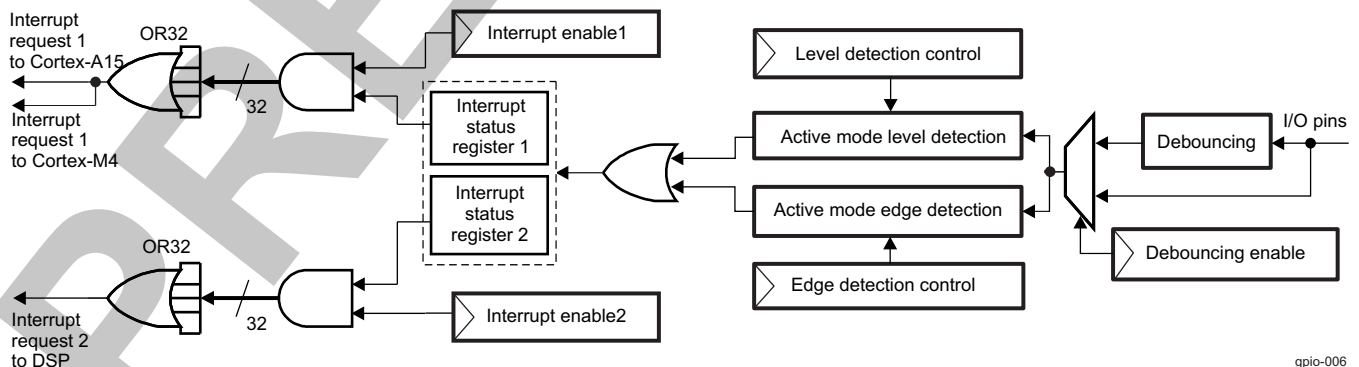 Interrupt
request 1
to Cortex-A15
OR32
32
Interrupt
request 1
to Cortex-M4
Interrupt enable1
Interrupt
status
register 1
Interrupt
status
register 2
Level detection control
Active mode level detection
Active mode edge detection
Edge detection control
Debouncing
I/O pins
Debouncing enable
OR32
32
Interrupt
request 2
to DSP
Interrupt enable2
gpio-006